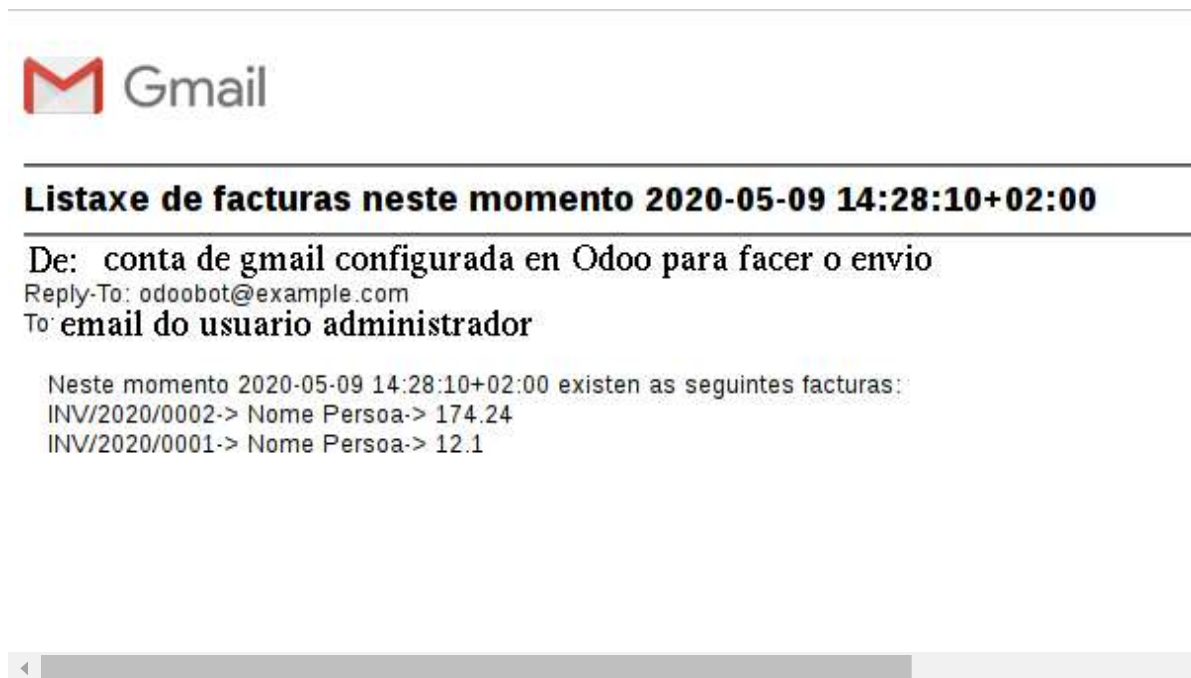 Gmail
Listaxe de facturas neste momento 2020-05-09 14:28:10+02:00
De: conta de gmail configurada en Odoo para facer o envio
Reply-To: odoobot@example.com
To: email do usuario administrador
Neste momento 2020-05-09 14:28:10+02:00 existen as seguintes facturas:
INV/2020/0002-> Nome Persoa-> 174.24
INV/2020/0001-> Nome Persoa-> 12.1